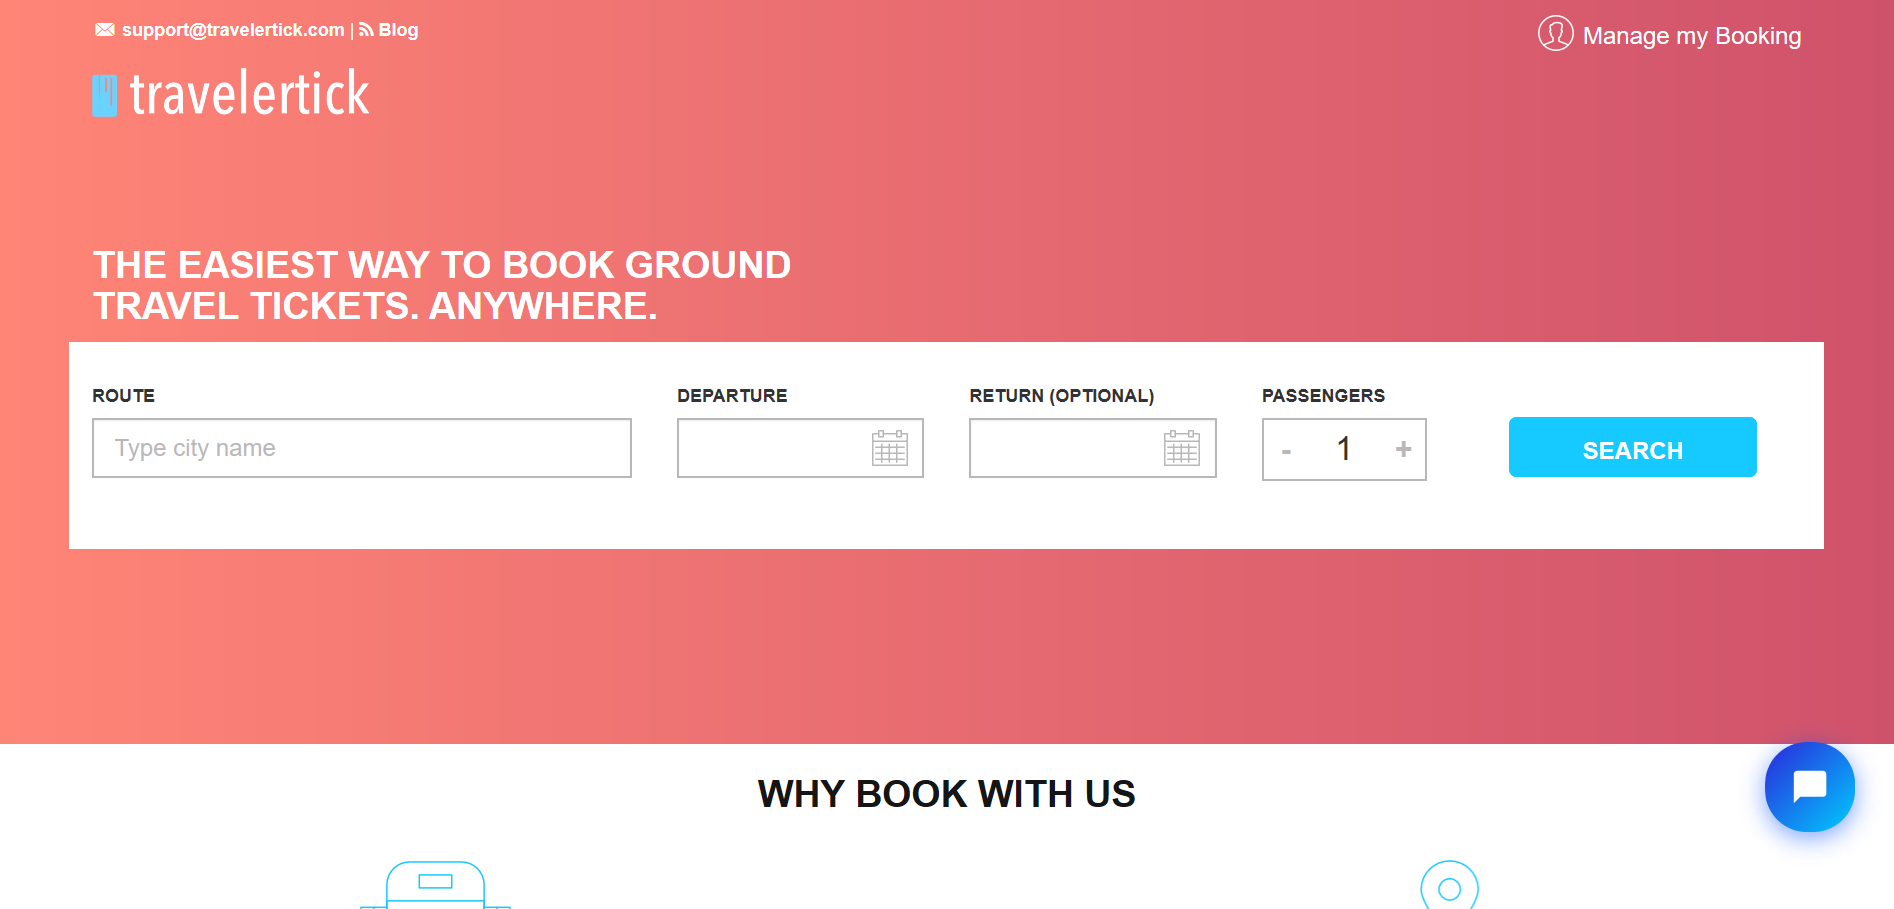 support@travelertick.com | Blog
Manage my Booking
travelertick
THE EASIEST WAY TO BOOK GROUND
TRAVEL TICKETS. ANYWHERE.
ROUTE
DEPARTURE
RETURN (OPTIONAL)
PASSENGERS
Type city name
- 1 +
SEARCH
WHY BOOK WITH US